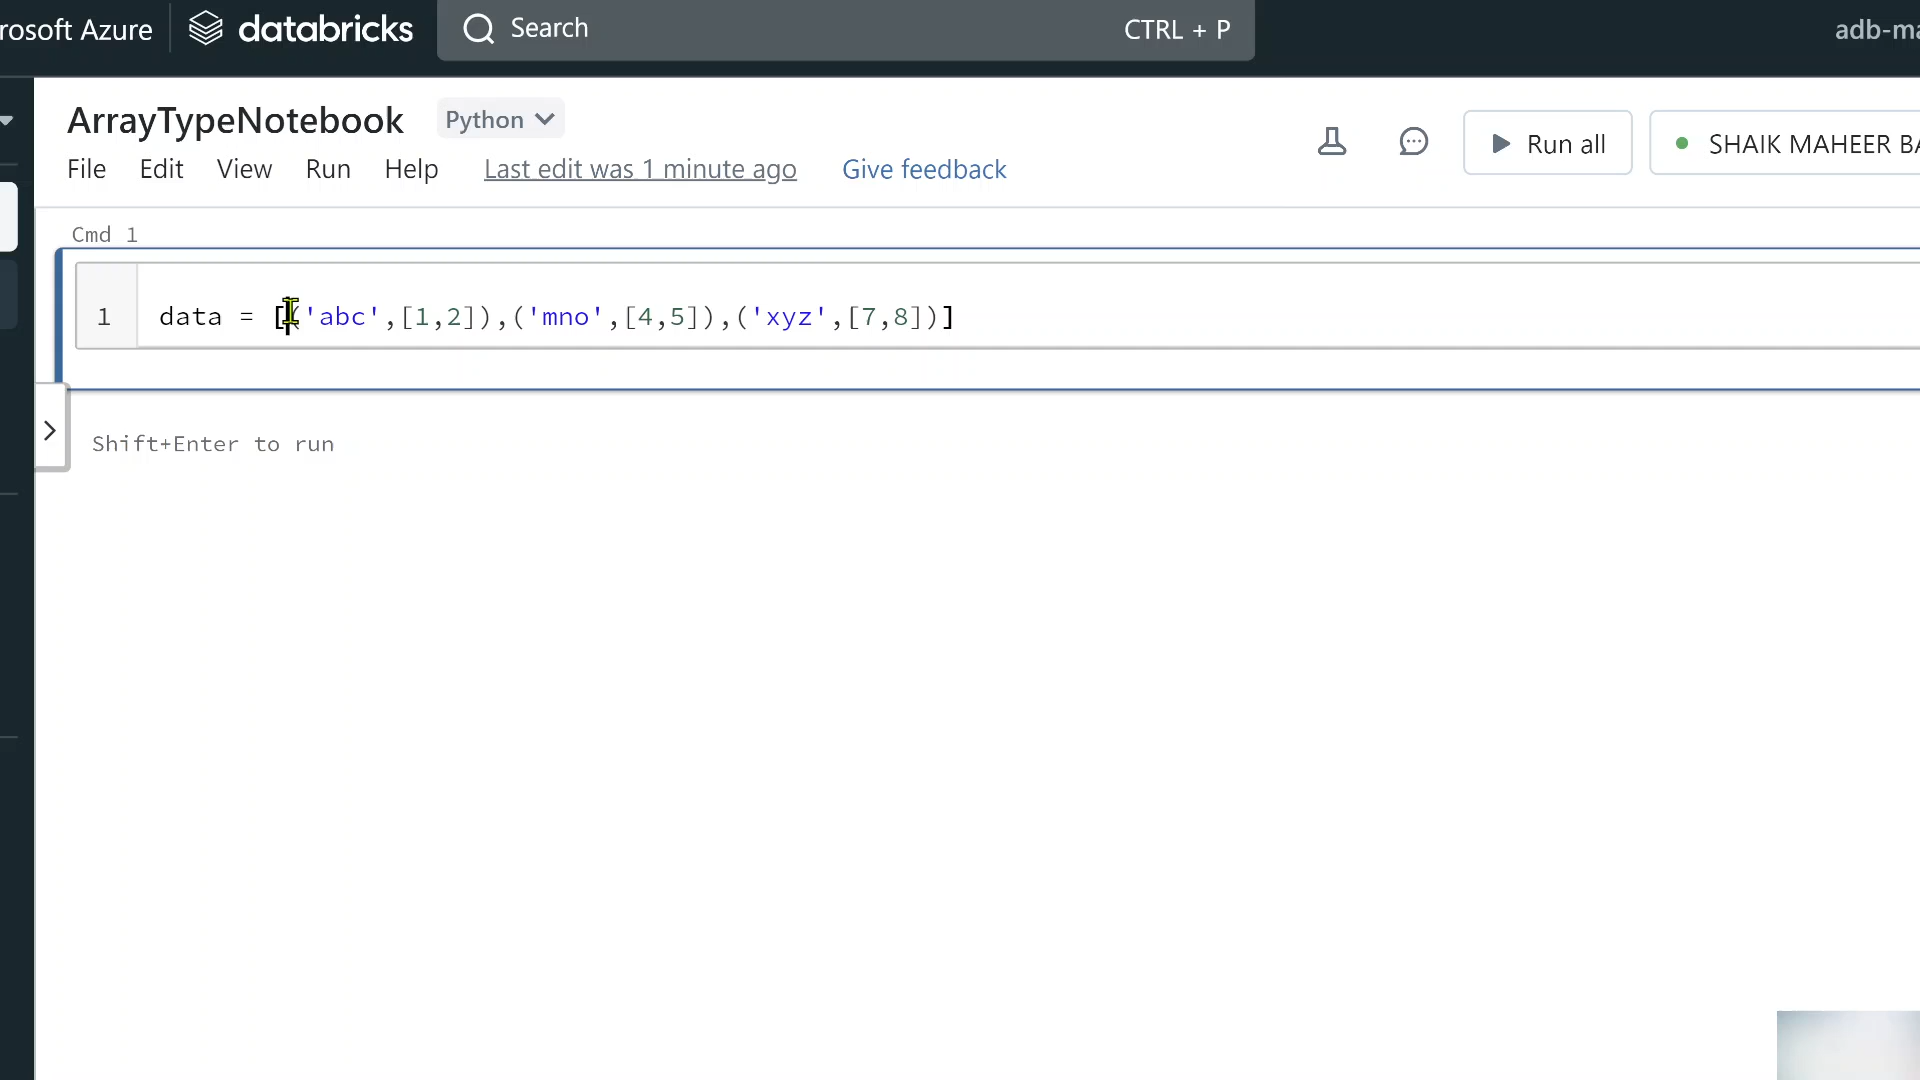 rosoft Azure databricks Search CTRL + P adb-ma
ArrayTypeNotebook Python
File Edit View Run Help Last edit was 1 minute ago Give feedback Run all SHAIK MAHEER BA
Cmd 1
1 data = [('abc',[1,2]),('mno',[4,5]),('xyz',[7,8])]
Shift+Enter to run